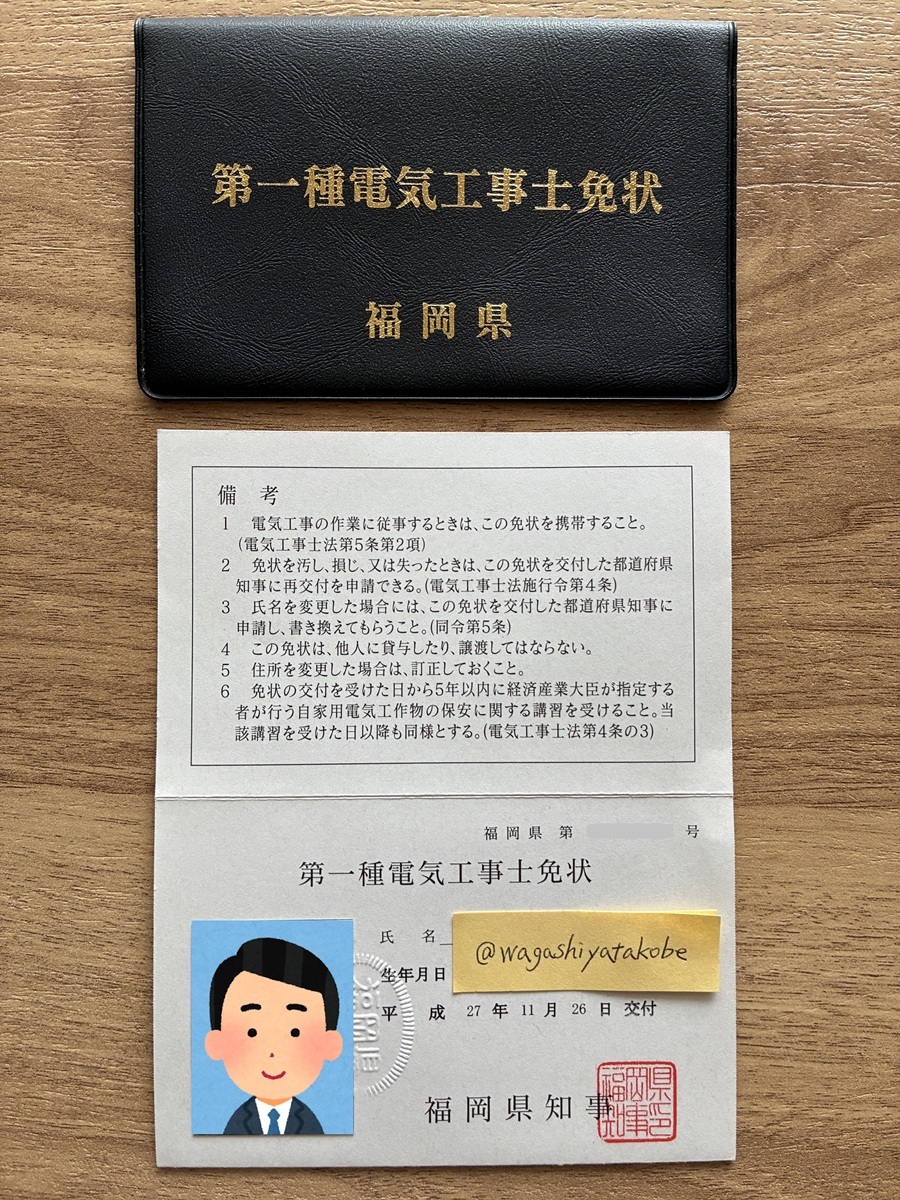 第一種電気工事士免状
福岡県
備 考
1 電気工事の作業に従事するときは、この免状を携帯すること。
(電気工事士法第5条第2項)
2 免状を汚し、損じ、又は失ったときは、この免状を交付した都道府県
知事に再交付を申請できる。(電気工事士法施行令第4条)
3 氏名を変更した場合には、この免状を交付した都道府県知事に
申請し、書き換えてもらうこと。(同令第5条)
4 この免状は、他人に貸与したり、譲渡してはならない。
5 住所を変更した場合は、訂正しておくこと。
6 免状の交付を受けた日から5年以内に経済産業大臣が指定する
者が行う自家用電気工作物の保安に関する講習を受けること。当
該講習を受けた日以降も同様とする。(電気工事士法第4条の3)
福岡県 第 号
第一種電気工事士免状
氏 名
@wagashiyatakobe
生年月日
平 成 27 年 11 月 26 日 交付
福岡県知事
福岡県知事印